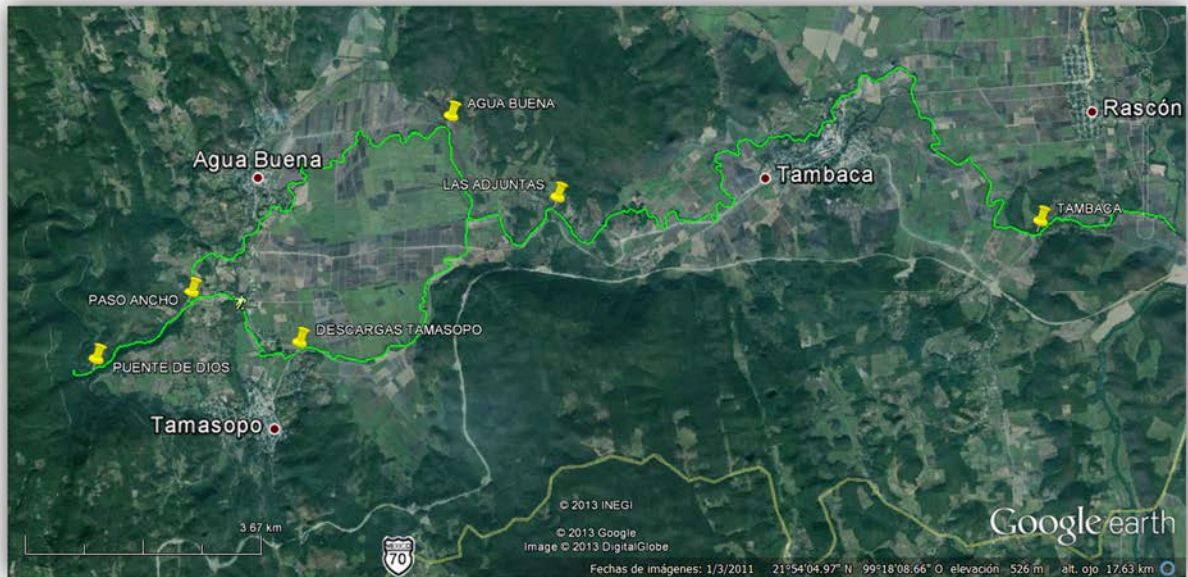 AGUA BUENA
Rascón
Agua Buena
LAS ADJUNTAS
Tambaca
TAMBACA
PASO ANCHO
DESCARGAS TAMASOPO
PUENTE DE DIOS
Tamasopo
© 2013 INEGI
3.67 km
© 2013 Google
Image © 2013 DigitalGlobe
Google earth
MEXICO
70
Fechas de imágenes: 1/3/2011 21°54'04.97" N 99°18'08.66" O elevación 526 m alt. ojo 17.63 km